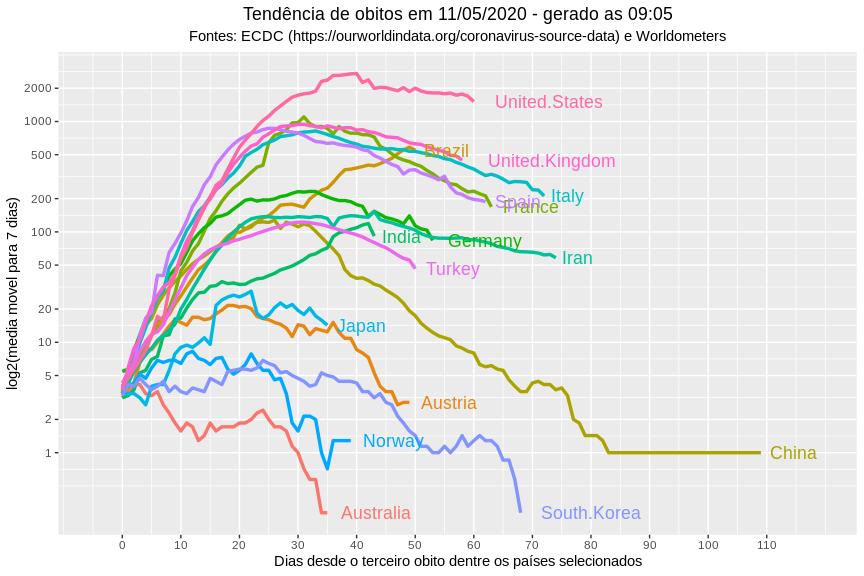 Tendência de obitos em 11/05/2020 - gerado as 09:05
Fontes: ECDC (https://ourworldindata.org/coronavirus-source-data) e Worldometers
log2(media movel para 7 dias)
2000
1000
500
200
100
50
20
10
5
2
1
United.States
Brazil
United.Kingdom
Italy
Spain
France
India
Germany
Iran
Turkey
Japan
Austria
Norway
China
Australia
South.Korea
0 10 20 30 40 50 60 70 80 90 100 110
Dias desde o terceiro obito dentre os países selecionados